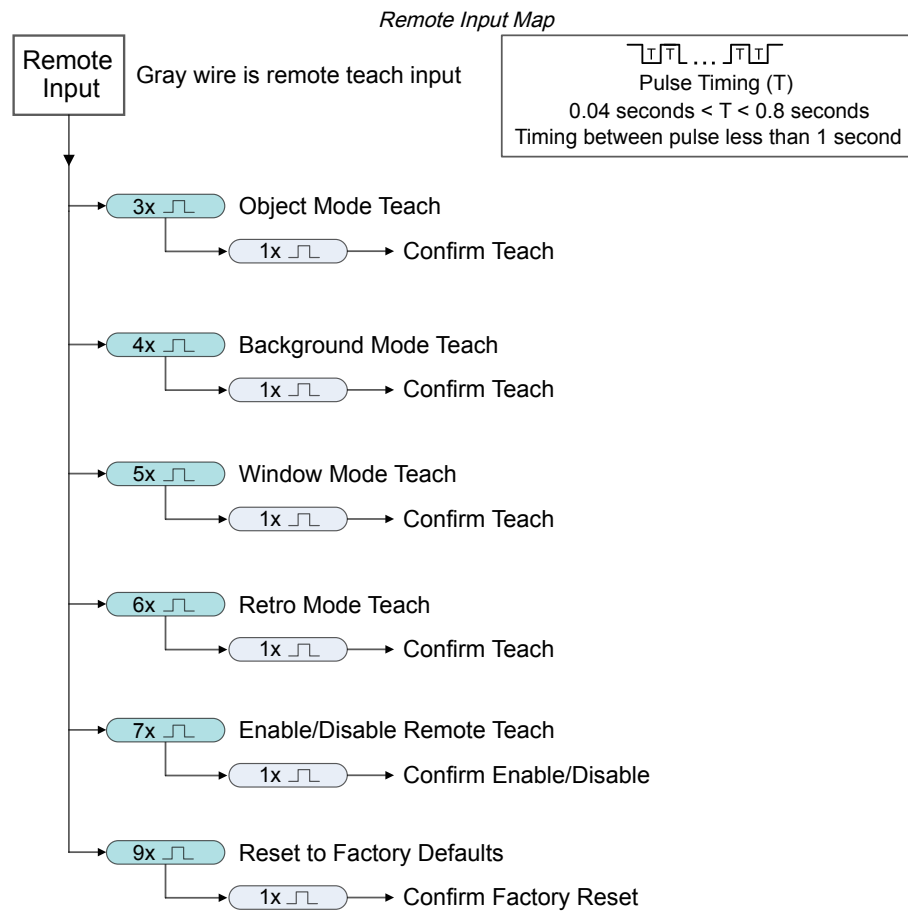 Remote Input Map
Remote
Input
Gray wire is remote teach input
T T ... T T
Pulse Timing (T)
0.04 seconds < T < 0.8 seconds
Timing between pulse less than 1 second
3x Object Mode Teach
1x Confirm Teach
4x Background Mode Teach
1x Confirm Teach
5x Window Mode Teach
1x Confirm Teach
6x Retro Mode Teach
1x Confirm Teach
7x Enable/Disable Remote Teach
1x Confirm Enable/Disable
9x Reset to Factory Defaults
1x Confirm Factory Reset